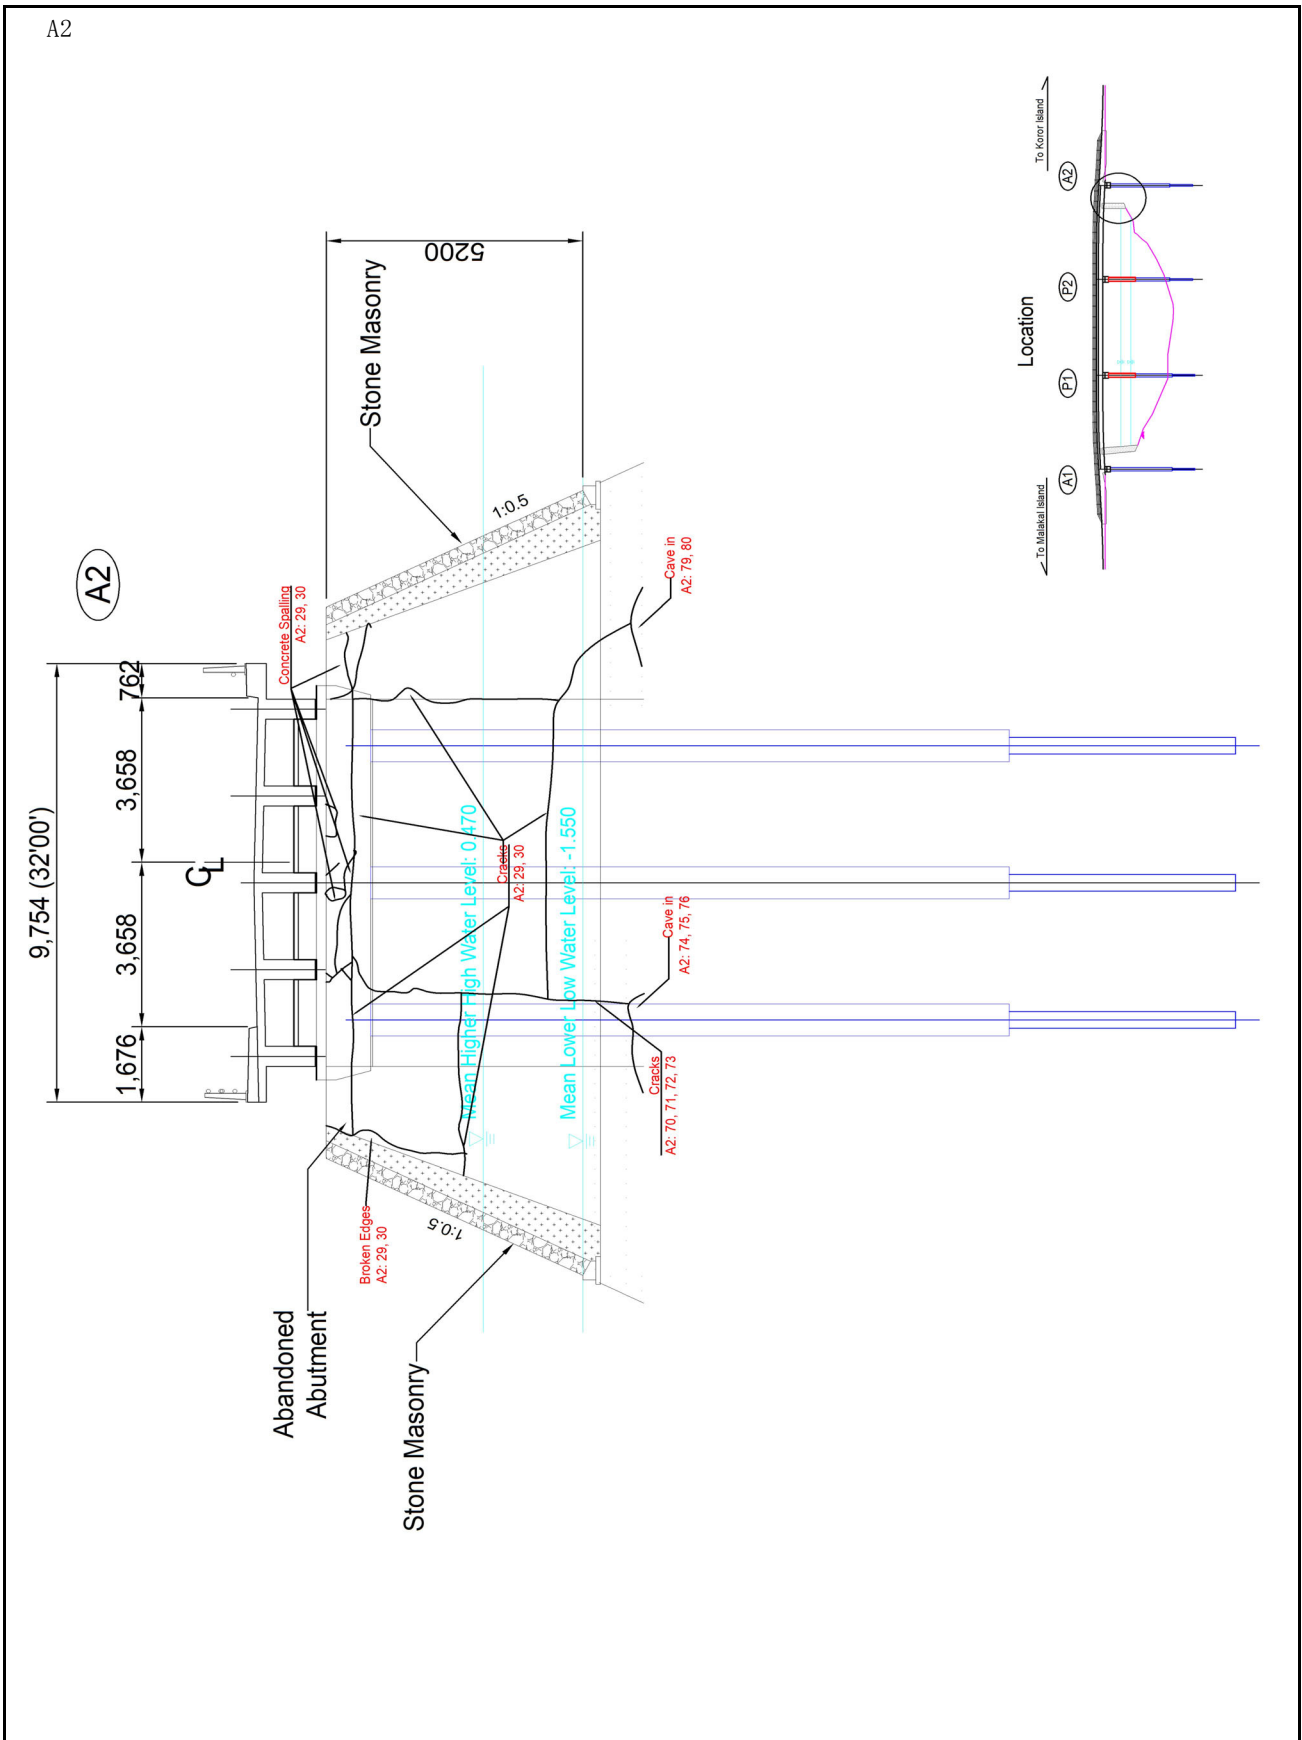 A2
A2
9,754 (32'00')
1,676
3,658
3,658
762
CL
Concrete Spalling
A2: 29, 30
5200
Stone Masonry
1:0.5
1:0.5
Abandoned
Abutment
Broken Edges
A2: 29, 30
Stone Masonry
Mean Higher High Water Level: 0.470
Mean Lower Low Water Level: -1.550
Cracks
A2: 29, 30
Cracks
A2: 70, 71, 72, 73
Cave in
A2: 74, 75, 76
Cave in
A2: 79, 80
Location
To Malakal Island
To Koror Island
A1
P1
P2
A2